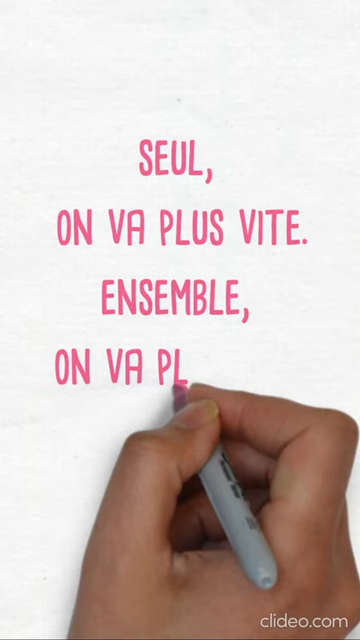 SEUL,
ON VA PLUS VITE.
ENSEMBLE,
ON VA PL
clideo.com